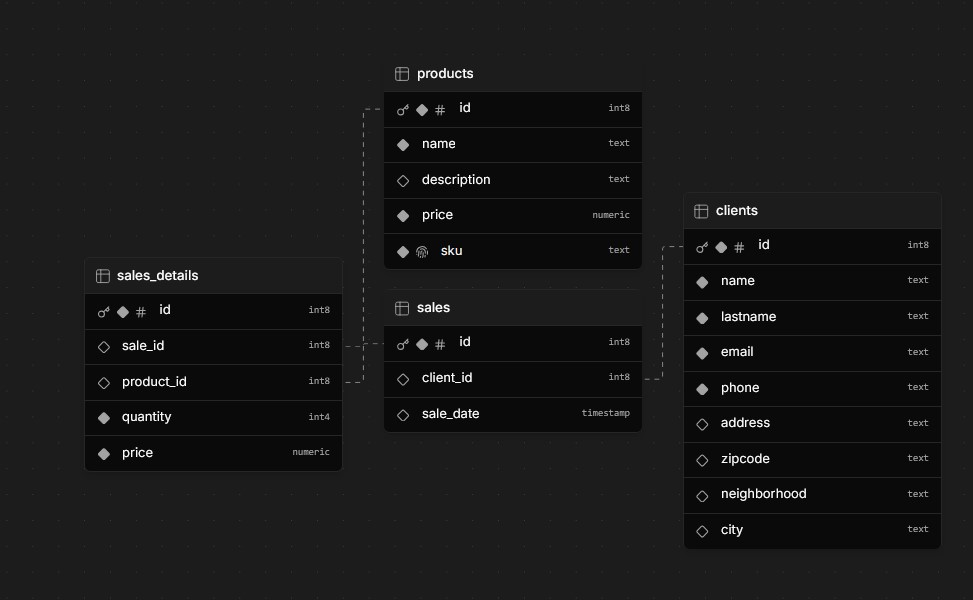 products
id int8
name text
description text
price numeric
sku text
clients
id int8
name text
lastname text
email text
phone text
address text
zipcode text
neighborhood text
city text
sales_details
id int8
sale_id int8
product_id int8
quantity int4
price numeric
sales
id int8
client_id int8
sale_date timestamp